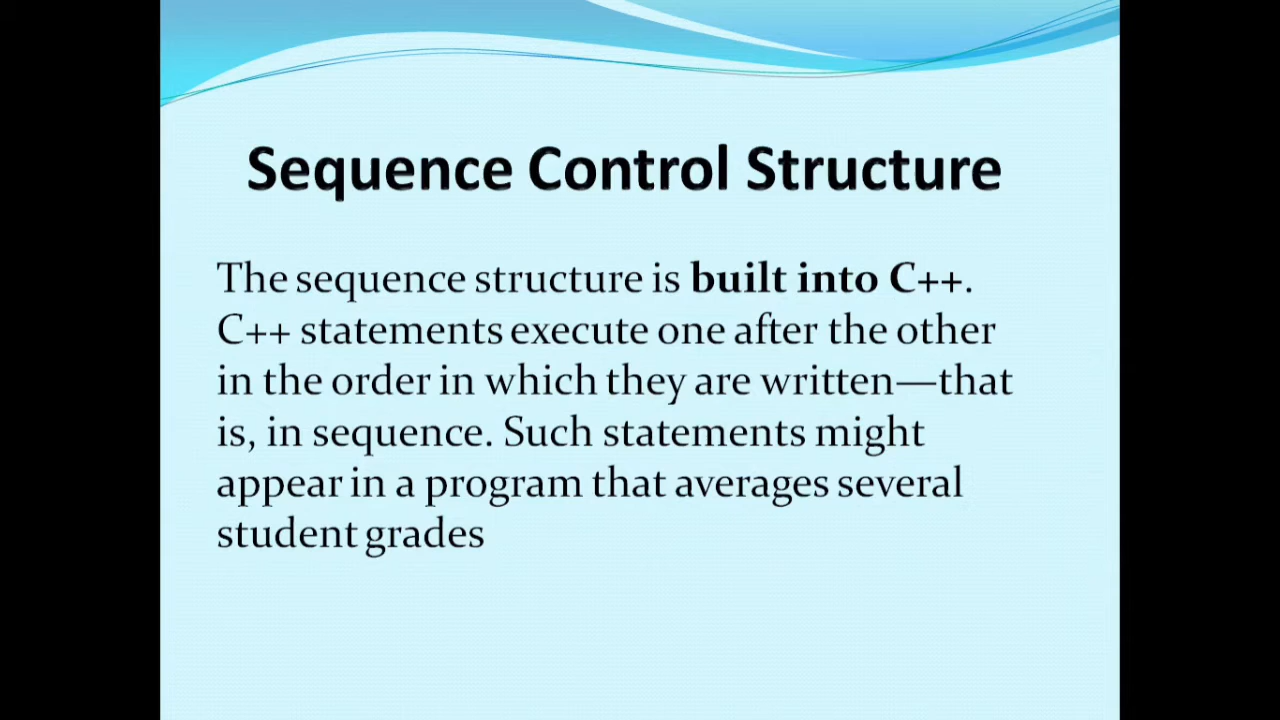 Sequence Control Structure
The sequence structure is built into C++.
C++ statements execute one after the other
in the order in which they are written—that
is, in sequence. Such statements might
appear in a program that averages several
student grades